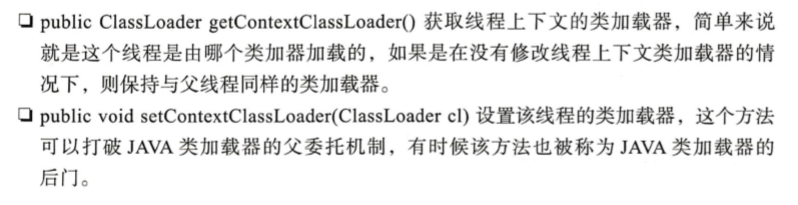 ❏ public ClassLoader getContextClassLoader() 获取线程上下文的类加载器，简单来说
就是这个线程是由哪个类加器加载的，如果是在没有修改线程上下文类加载器的情
况下，则保持与父线程同样的类加载器。
❏ public void setContextClassLoader(ClassLoader cl) 设置该线程的类加载器，这个方法
可以打破 JAVA 类加载器的父委托机制，有时候该方法也被称为 JAVA 类加载器的
后门。